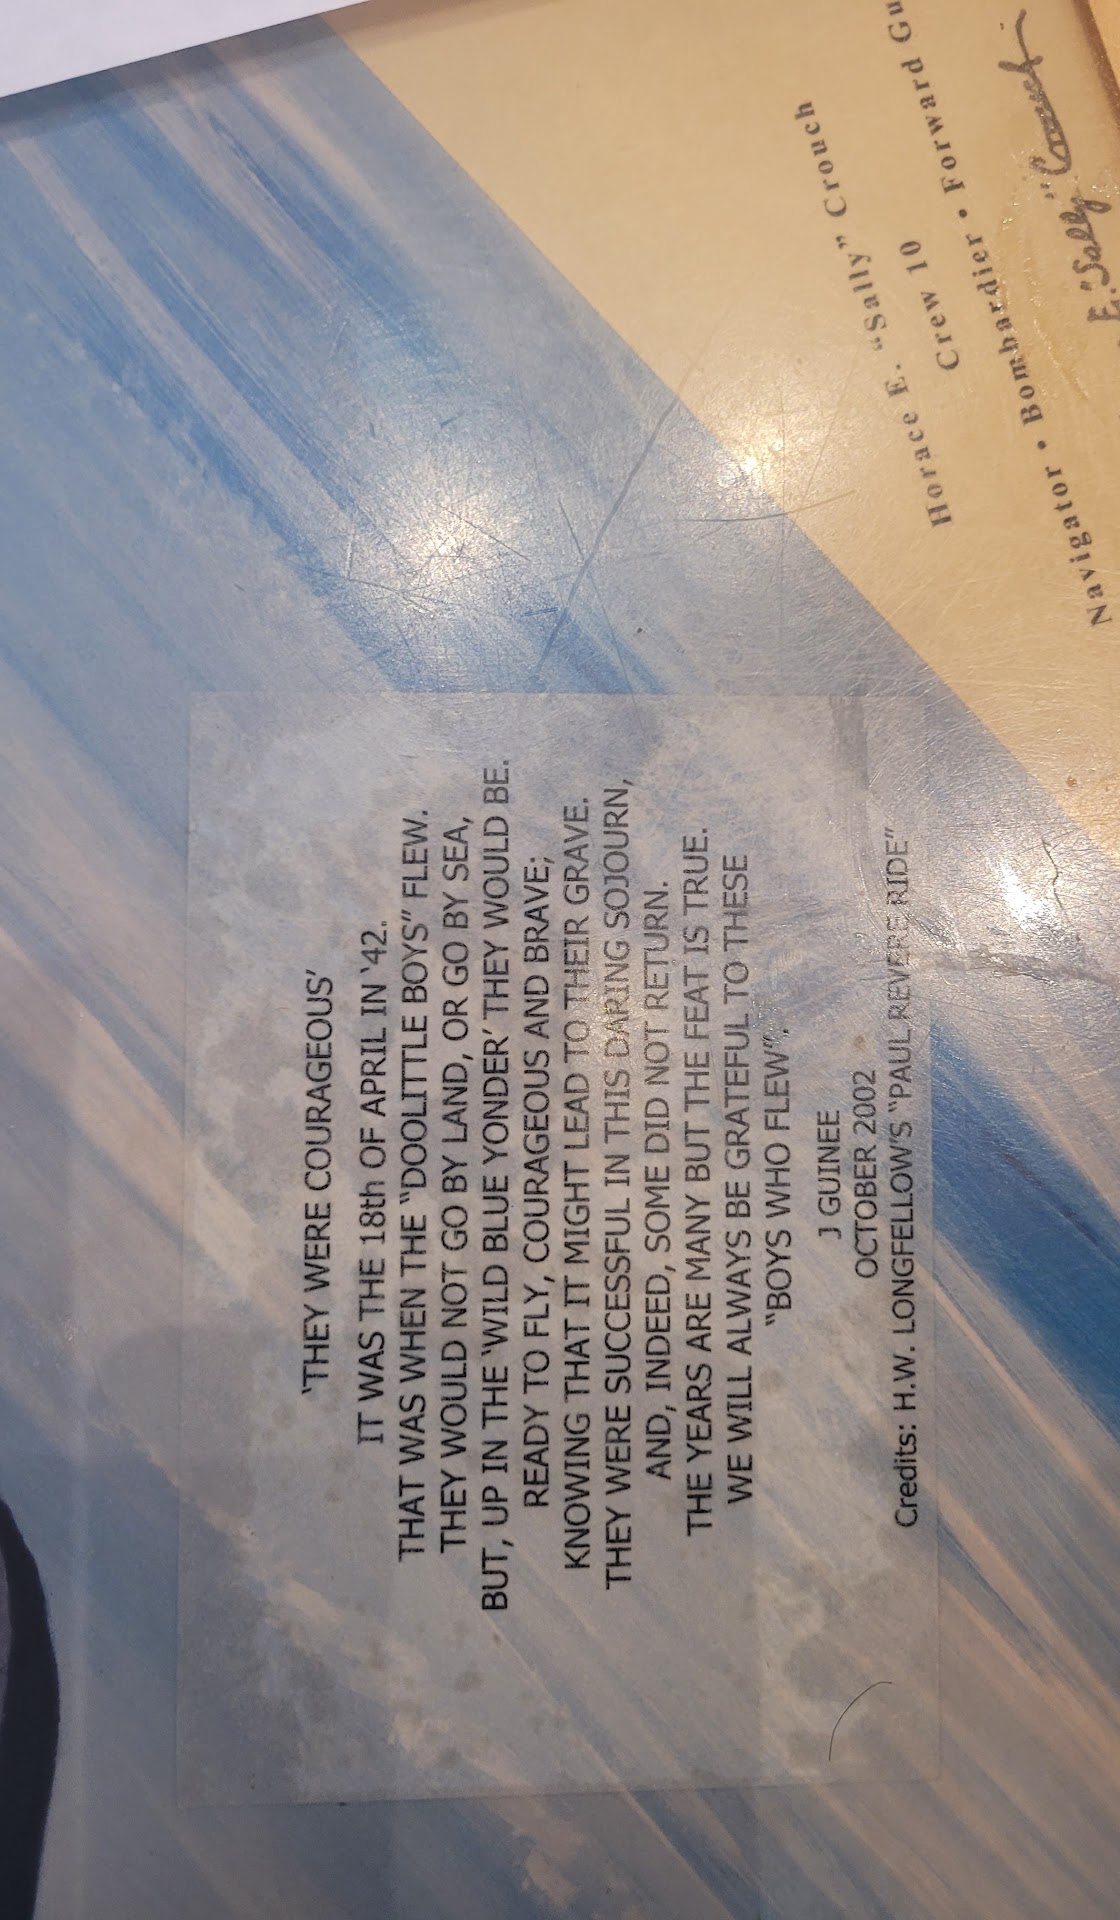 'THEY WERE COURAGEOUS'
IT WAS THE 18th OF APRIL IN '42.
THAT WAS WHEN THE "DOOLITTLE BOYS" FLEW.
THEY WOULD NOT GO BY LAND, OR GO BY SEA,
BUT, UP IN THE 'WILD BLUE YONDER' THEY WOULD BE.
READY TO FLY, COURAGEOUS AND BRAVE;
KNOWING THAT IT MIGHT LEAD TO THEIR GRAVE.
THEY WERE SUCCESSFUL IN THIS DARING SOJOURN,
AND, INDEED, SOME DID NOT RETURN.
THE YEARS ARE MANY BUT THE FEAT IS TRUE.
WE WILL ALWAYS BE GRATEFUL TO THESE
"BOYS WHO FLEW".
J GUINEE
OCTOBER 2002
Credits: H.W. LONGFELLOW'S "PAUL REVERE RIDE"
Horace E. "Sally" Crouch
Crew 10
Navigator • Bombardier • Forward Gu
E. "Sally" Crouch